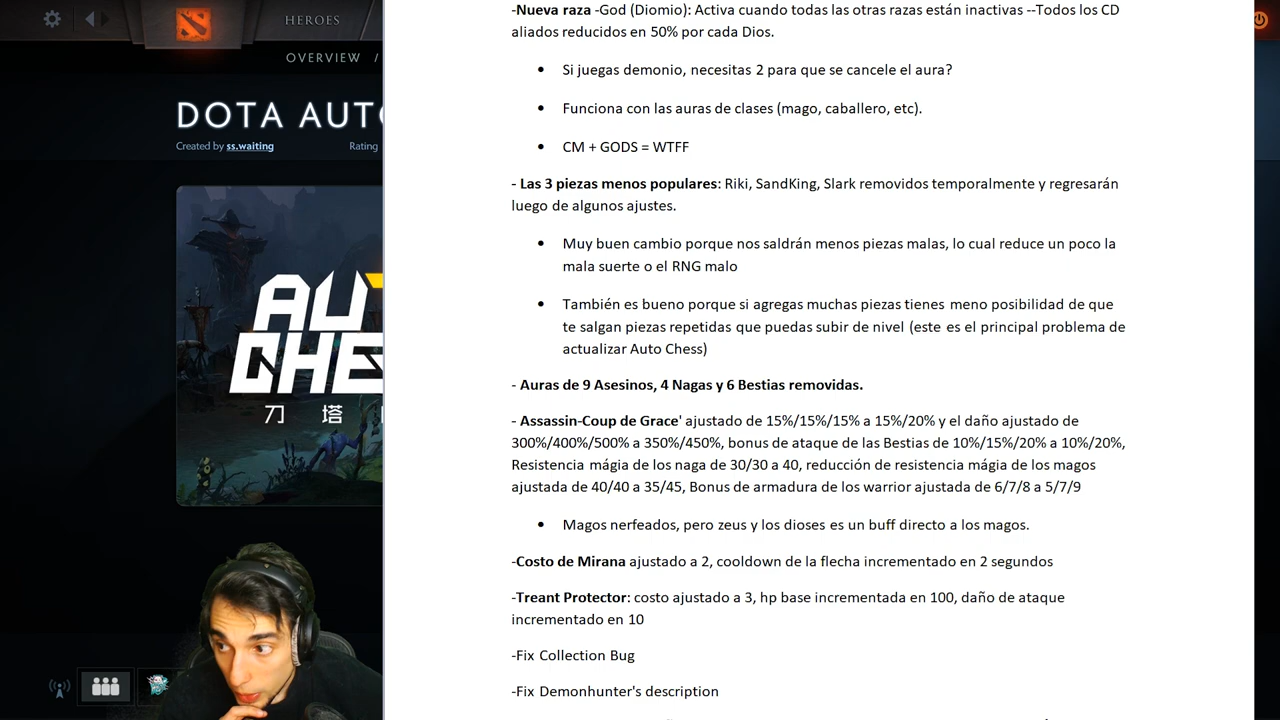 HEROES
OVERVIEW /
DOTA AUTO
Created by ss.waiting
Rating
AU
CHE
刀 塔
-Nueva raza -God (Diomio): Activa cuando todas las otras razas están inactivas --Todos los CD
aliados reducidos en 50% por cada Dios.
• Si juegas demonio, necesitas 2 para que se cancele el aura?
• Funciona con las auras de clases (mago, caballero, etc).
• CM + GODS = WTFF
- Las 3 piezas menos populares: Riki, SandKing, Slark removidos temporalmente y regresarán
luego de algunos ajustes.
• Muy buen cambio porque nos saldrán menos piezas malas, lo cual reduce un poco la
mala suerte o el RNG malo
• También es bueno porque si agregas muchas piezas tienes meno posibilidad de que
te salgan piezas repetidas que puedas subir de nivel (este es el principal problema de
actualizar Auto Chess)
- Auras de 9 Asesinos, 4 Nagas y 6 Bestias removidas.
- Assassin-Coup de Grace' ajustado de 15%/15%/15% a 15%/20% y el daño ajustado de
300%/400%/500% a 350%/450%, bonus de ataque de las Bestias de 10%/15%/20% a 10%/20%,
Resistencia mágia de los naga de 30/30 a 40, reducción de resistencia mágia de los magos
ajustada de 40/40 a 35/45, Bonus de armadura de los warrior ajustada de 6/7/8 a 5/7/9
• Magos nerfeados, pero zeus y los dioses es un buff directo a los magos.
-Costo de Mirana ajustado a 2, cooldown de la flecha incrementado en 2 segundos
-Treant Protector: costo ajustado a 3, hp base incrementada en 100, daño de ataque
incrementado en 10
-Fix Collection Bug
-Fix Demonhunter's description